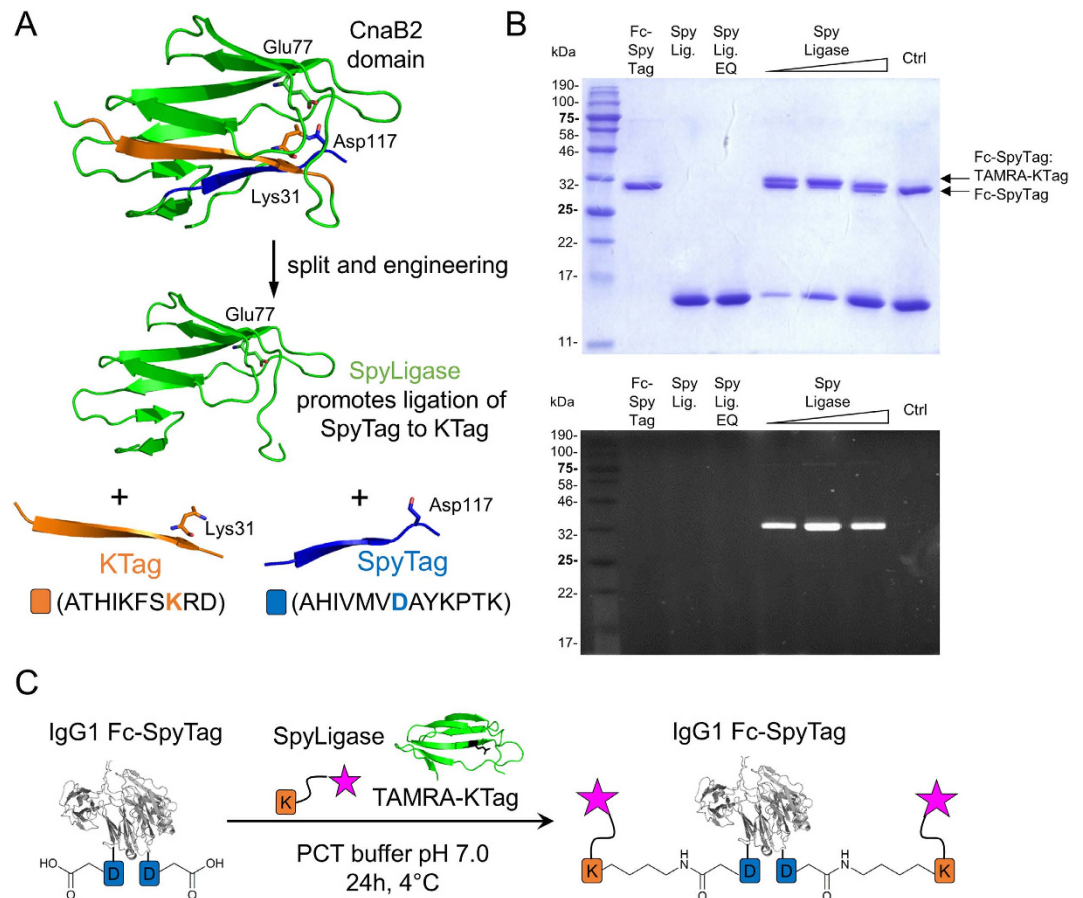 A
Glu77
CnaB2
domain
Asp117
Lys31
split and engineering
Glu77
SpyLigase
promotes ligation of
SpyTag to KTag
+
+
Lys31
Asp117
KTag
SpyTag
(ATHIKFSKRD)
(AHIVMVDAYKPTK)
B
kDa
Fc-
Spy
Tag
Spy
Lig.
Spy
Lig.
EQ
Spy
Ligase
Ctrl
190-
100-
75-
58-
46-
32-
25-
22-
17-
11-
Fc-SpyTag:
TAMRA-KTag
Fc-SpyTag
kDa
Fc-
Spy
Tag
Spy
Lig.
Spy
Lig.
EQ
Spy
Ligase
Ctrl
190-
100-
75-
58-
46-
32-
25-
22-
17-
C
IgG1 Fc-SpyTag
HO
O
D
D
OH
O
SpyLigase
K
TAMRA-KTag
PCT buffer pH 7.0
24h, 4°C
IgG1 Fc-SpyTag
K
H
N
O
D
D
O
H
N
K